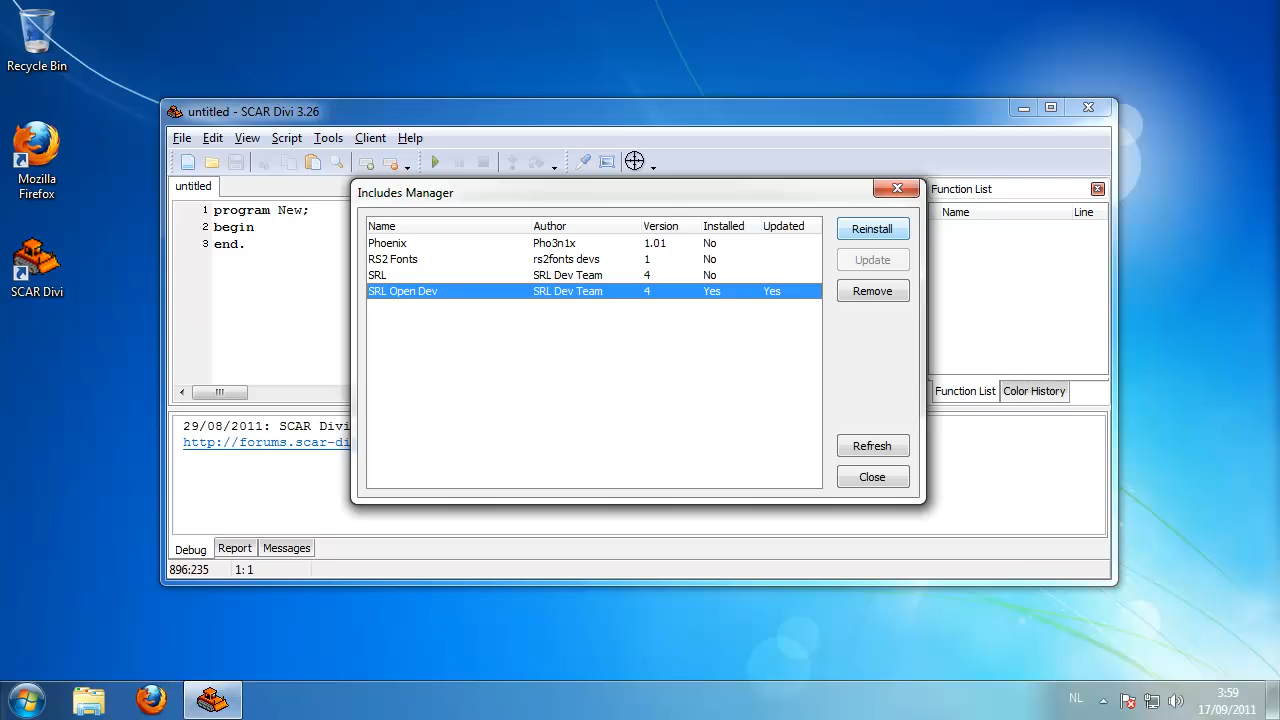 Recycle Bin
Mozilla
Firefox
SCAR Divi
untitled - SCAR Divi 3.26
File Edit View Script Tools Client Help
untitled
1 program New;
2 begin
3 end.
Includes Manager
Name Author Version Installed Updated
Phoenix Pho3n1x 1.01 No
RS2 Fonts rs2fonts devs 1 No
SRL SRL Dev Team 4 No
SRL Open Dev SRL Dev Team 4 Yes Yes
Reinstall
Update
Remove
Refresh
Close
Function List
Name Line
Function List Color History
29/08/2011: SCAR Divi
http://forums.scar-di
Debug Report Messages
896:235 1: 1
NL
3:59
17/09/2011